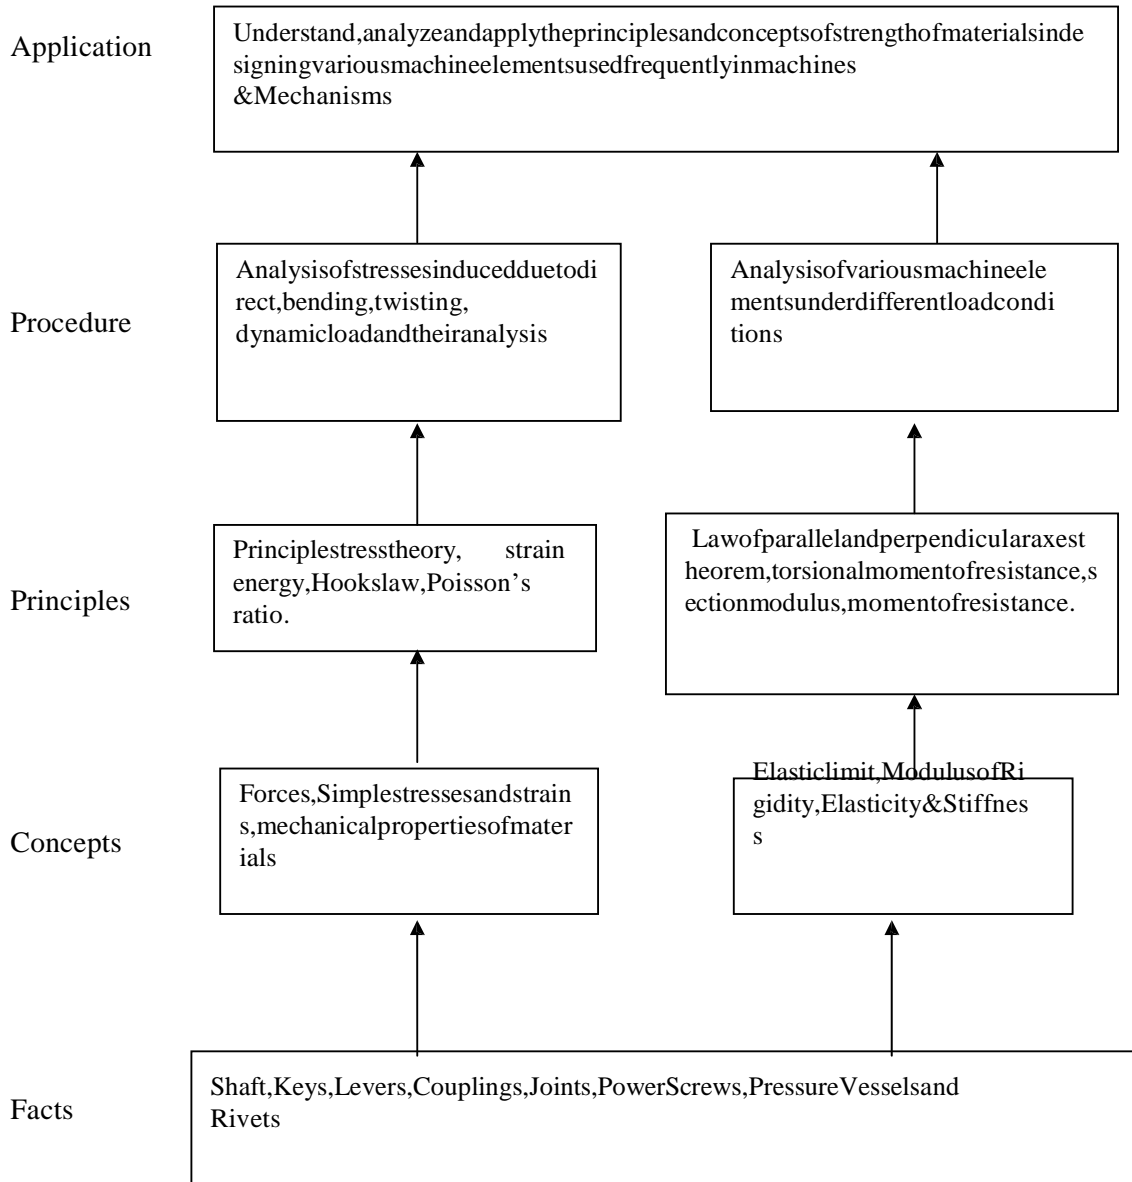 Application
Understand,analyzeandapplytheprinciplesandconceptsofstrengthofmaterialsinde
signingvariousmachineelementsusedfrequentlyinmachines
&Mechanisms
Procedure
Analysisofstressesinducedduetodi
rect,bending,twisting,
dynamicloadandtheiranalysis
Analysisofvariousmachineele
mentsunderdifferentloadcondi
tions
Principles
Principlestresstheory, strain
energy,Hookslaw,Poisson’s
ratio.
Lawofparallelandperpendicularaxest
heorem,torsionalmomentofresistance,s
ectionmodulus,momentofresistance.
Concepts
Forces,Simplestressesandstrain
s,mechanicalpropertiesofmater
ials
Elasticlimit,ModulusofRi
gidity,Elasticity&Stiffnes
s
Facts
Shaft,Keys,Levers,Couplings,Joints,PowerScrews,PressureVesselsand
Rivets